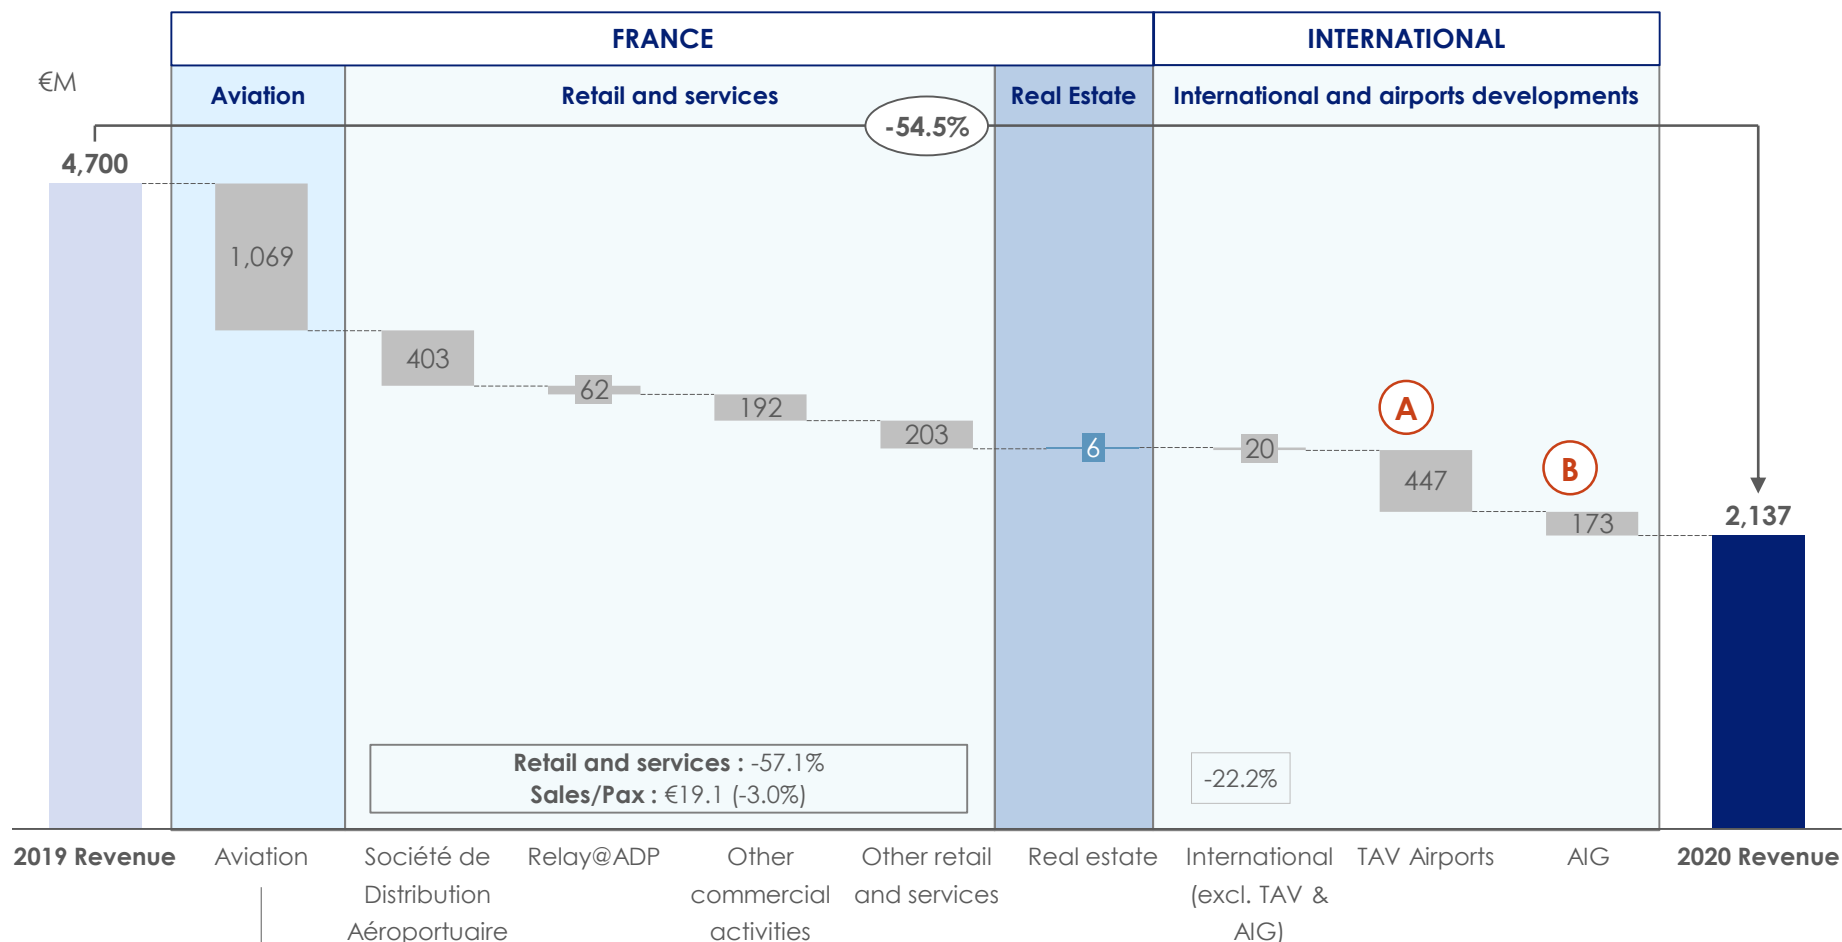 FRANCE
INTERNATIONAL
€M
Aviation
Retail and services
Real Estate
International and airports developments
-54.5%
4,700
1,069
403
62
192
203
6
20
A
447
B
173
2,137
Retail and services : -57.1%
Sales/Pax : €19.1 (-3.0%)
-22.2%
2019 Revenue
Aviation
Société de
Distribution
Aéroportuaire
Relay@ADP
Other
commercial
activities
Other retail
and services
Real estate
International
(excl. TAV &
AIG)
TAV Airports
AIG
2020 Revenue